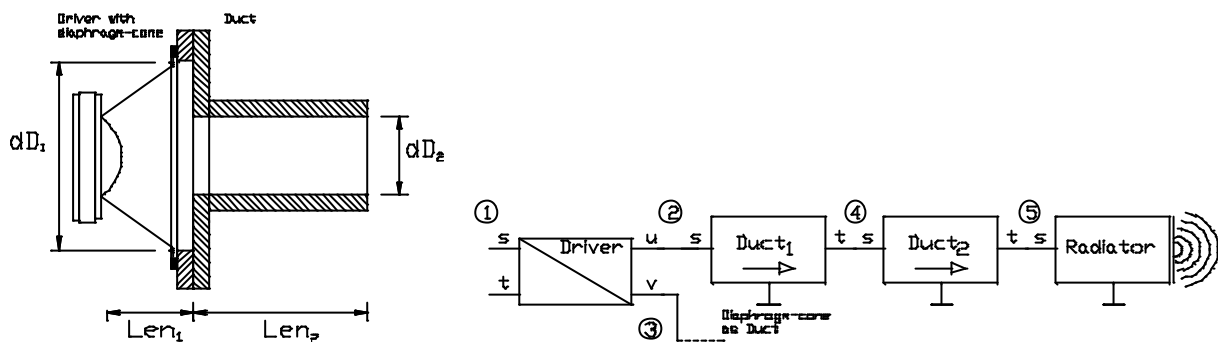 Driver with
diaphragm-cone
Duct
dD₁
dD₂
Len₁
Len₂
① ② ④ ⑤
s u s t s t s
Driver Duct₁ Duct₂ Radiator
t v
③
Diaphragm-cone
as Duct